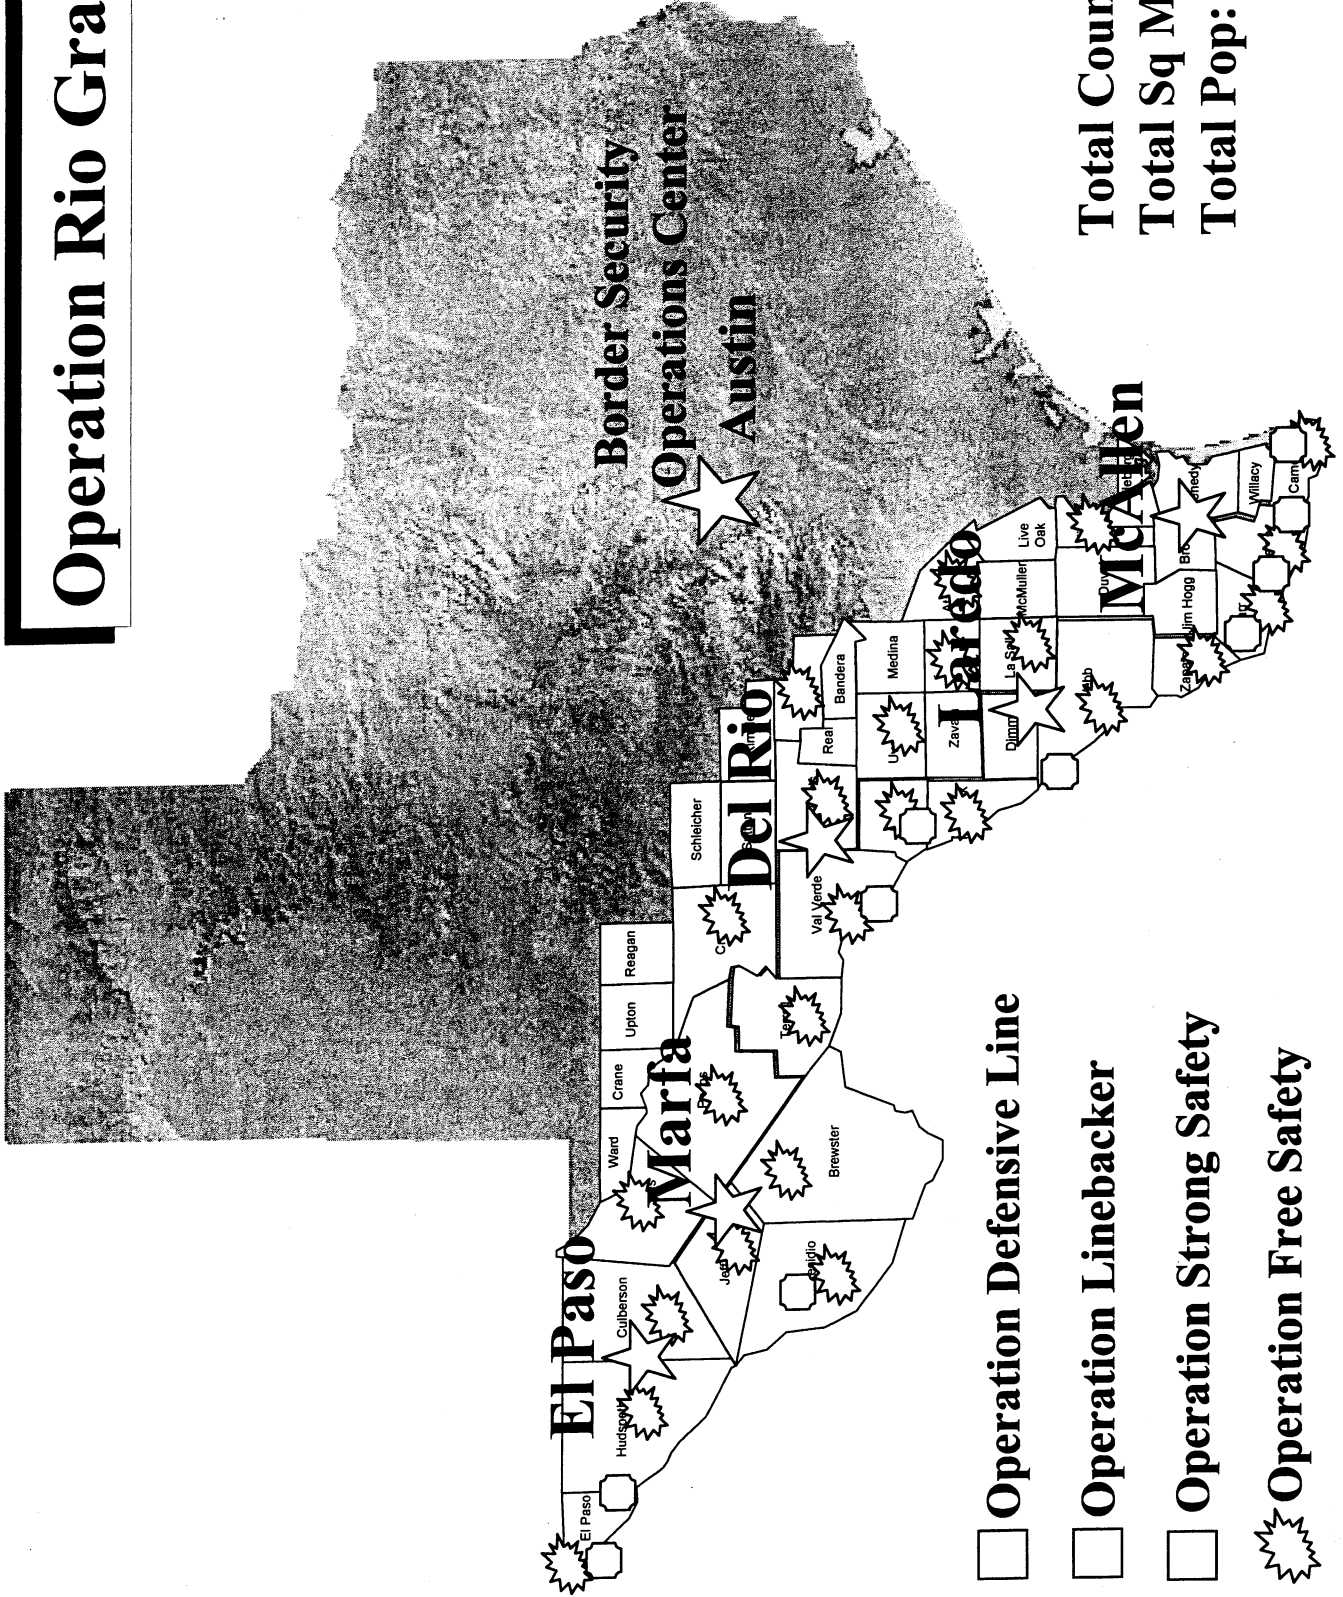 Operation Rio Gra
Border Security
Operations Center
Austin
El Paso
Marfa
Del Rio
Laredo
McAllen
El Paso
Hudspeth
Culberson
Ward
Crane
Upton
Reagan
Schleicher
Brewster
Val Verde
Real
Bandera
Medina
Live
Oak
McMullen
Jim Hogg
Willacy
Operation Defensive Line
Operation Linebacker
Operation Strong Safety
Operation Free Safety
Total Coun
Total Sq M
Total Pop: